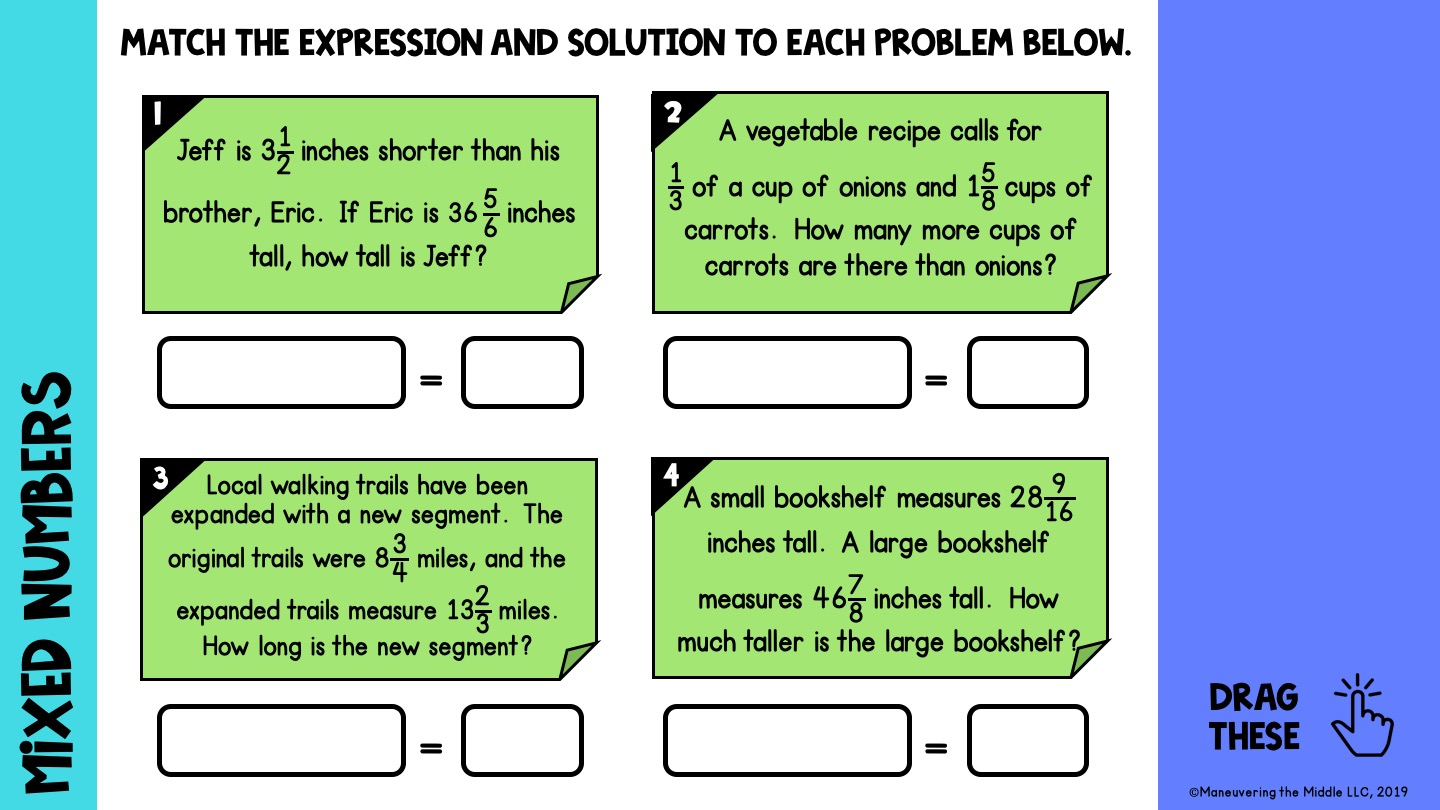 MATCH THE EXPRESSION AND SOLUTION TO EACH PROBLEM BELOW.
1
Jeff is 3 1/2 inches shorter than his
brother, Eric. If Eric is 36 5/6 inches
tall, how tall is Jeff?
=
2
A vegetable recipe calls for
1/3 of a cup of onions and 1 5/8 cups of
carrots. How many more cups of
carrots are there than onions?
=
3
Local walking trails have been
expanded with a new segment. The
original trails were 8 3/4 miles, and the
expanded trails measure 13 2/3 miles.
How long is the new segment?
=
4
A small bookshelf measures 28 9/16
inches tall. A large bookshelf
measures 46 7/8 inches tall. How
much taller is the large bookshelf?
=
MiXED NUMBERS
DRAG
THESE
©Maneuvering the Middle LLC, 2019